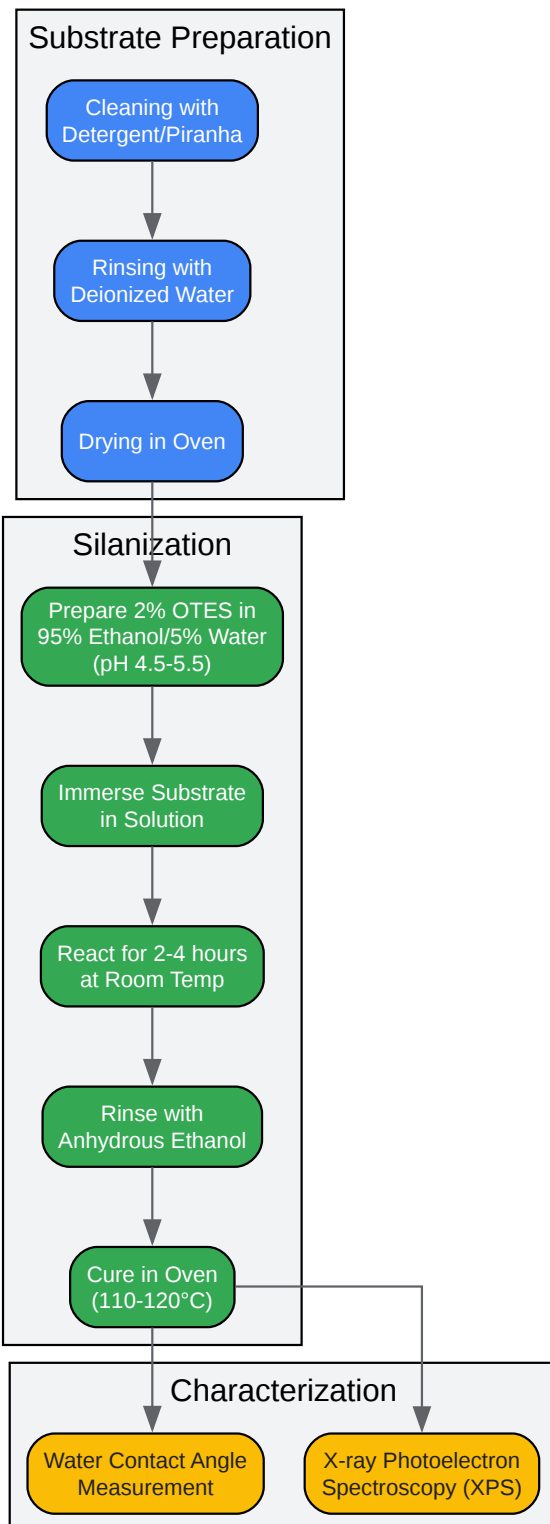 Substrate Preparation
Cleaning with
Detergent/Piranha
Rinsing with
Deionized Water
Drying in Oven
Silanization
Prepare 2% OTES in
95% Ethanol/5% Water
(pH 4.5-5.5)
Immerse Substrate
in Solution
React for 2-4 hours
at Room Temp
Rinse with
Anhydrous Ethanol
Cure in Oven
(110-120°C)
Characterization
Water Contact Angle
Measurement
X-ray Photoelectron
Spectroscopy (XPS)